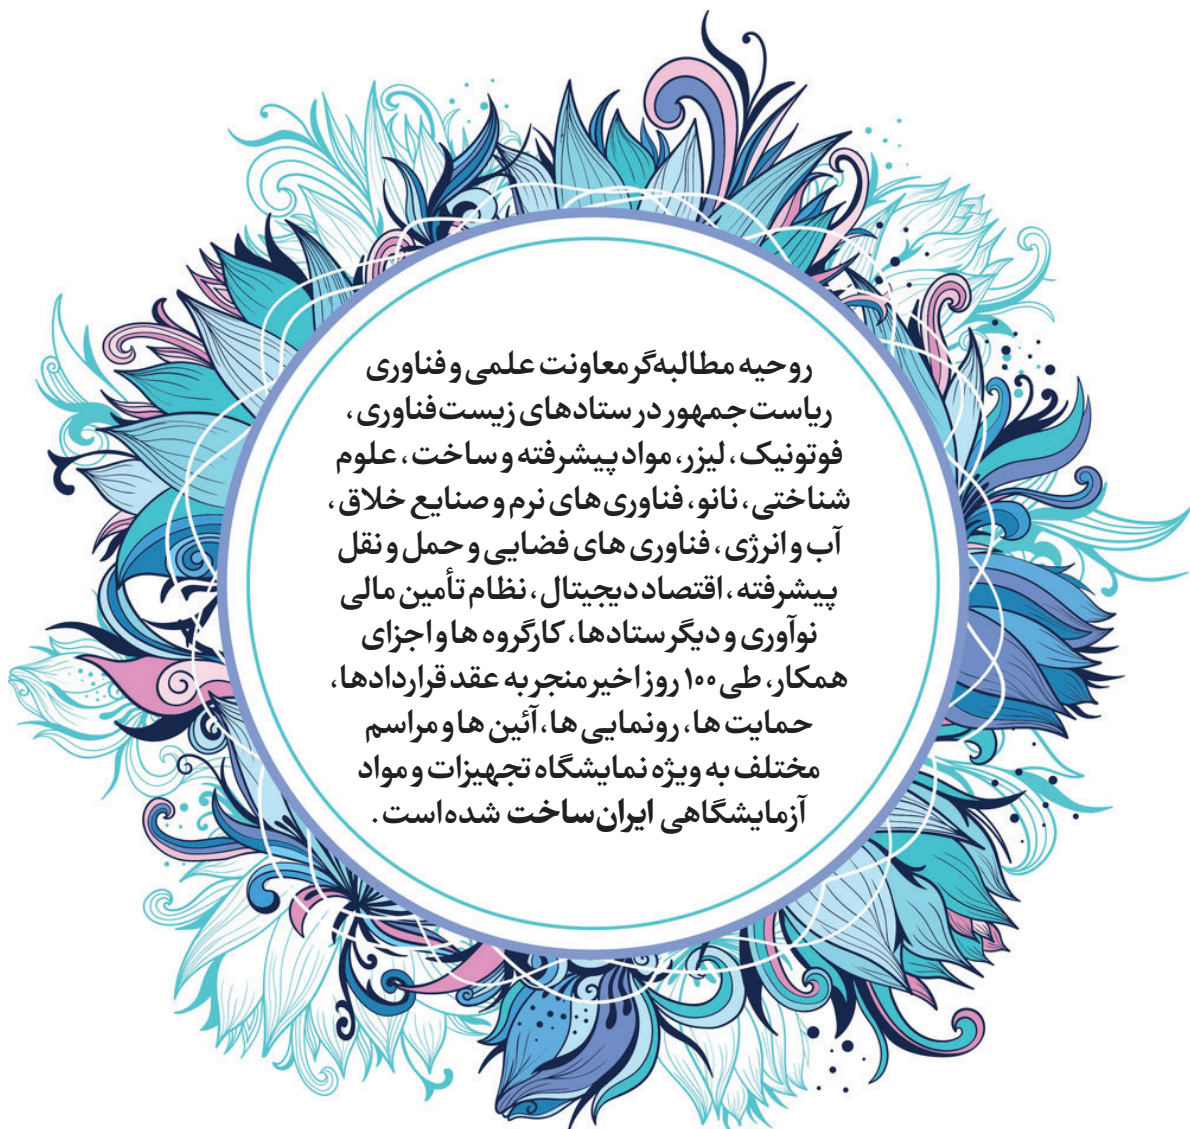 روحیه مطالبه‌گر معاونت علمی و فناوری
ریاست‌جمهور در ستادهای زیست‌فناوری،
فوتونیک، لیزر، مواد پیشرفته و ساخت، علوم
شناختی، نانو، فناوری‌های نرم و صنایع خلاق،
آب و انرژی، فناوری های فضایی و حمل و نقل
پیشرفته، اقتصاد دیجیتال، نظام تأمین مالی
نوآوری و دیگر ستادها، کارگروه ها و اجزای
همکار، طی ۱۰۰ روز اخیر منجر به عقد قراردادها،
حمایت ها، رونمایی ها، آئین ها و مراسم
مختلف به ویژه نمایشگاه تجهیزات و مواد
آزمایشگاهی ایران‌ساخت شده است.